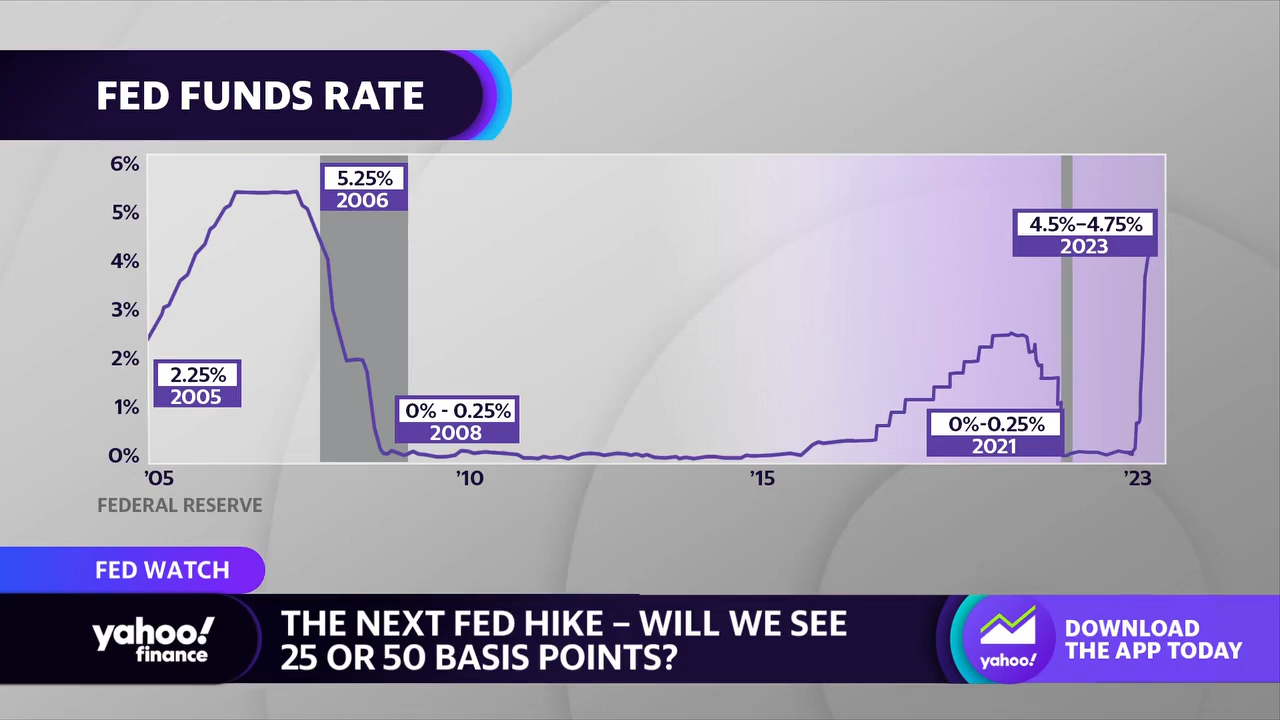 FED FUNDS RATE
6%
5%
4%
3%
2%
1%
0%
5.25%
2006
4.5%–4.75%
2023
2.25%
2005
0% - 0.25%
2008
0%-0.25%
2021
’05
’10
’15
’23
FEDERAL RESERVE
FED WATCH
yahoo!
finance
THE NEXT FED HIKE – WILL WE SEE
25 OR 50 BASIS POINTS?
yahoo!
DOWNLOAD
THE APP TODAY